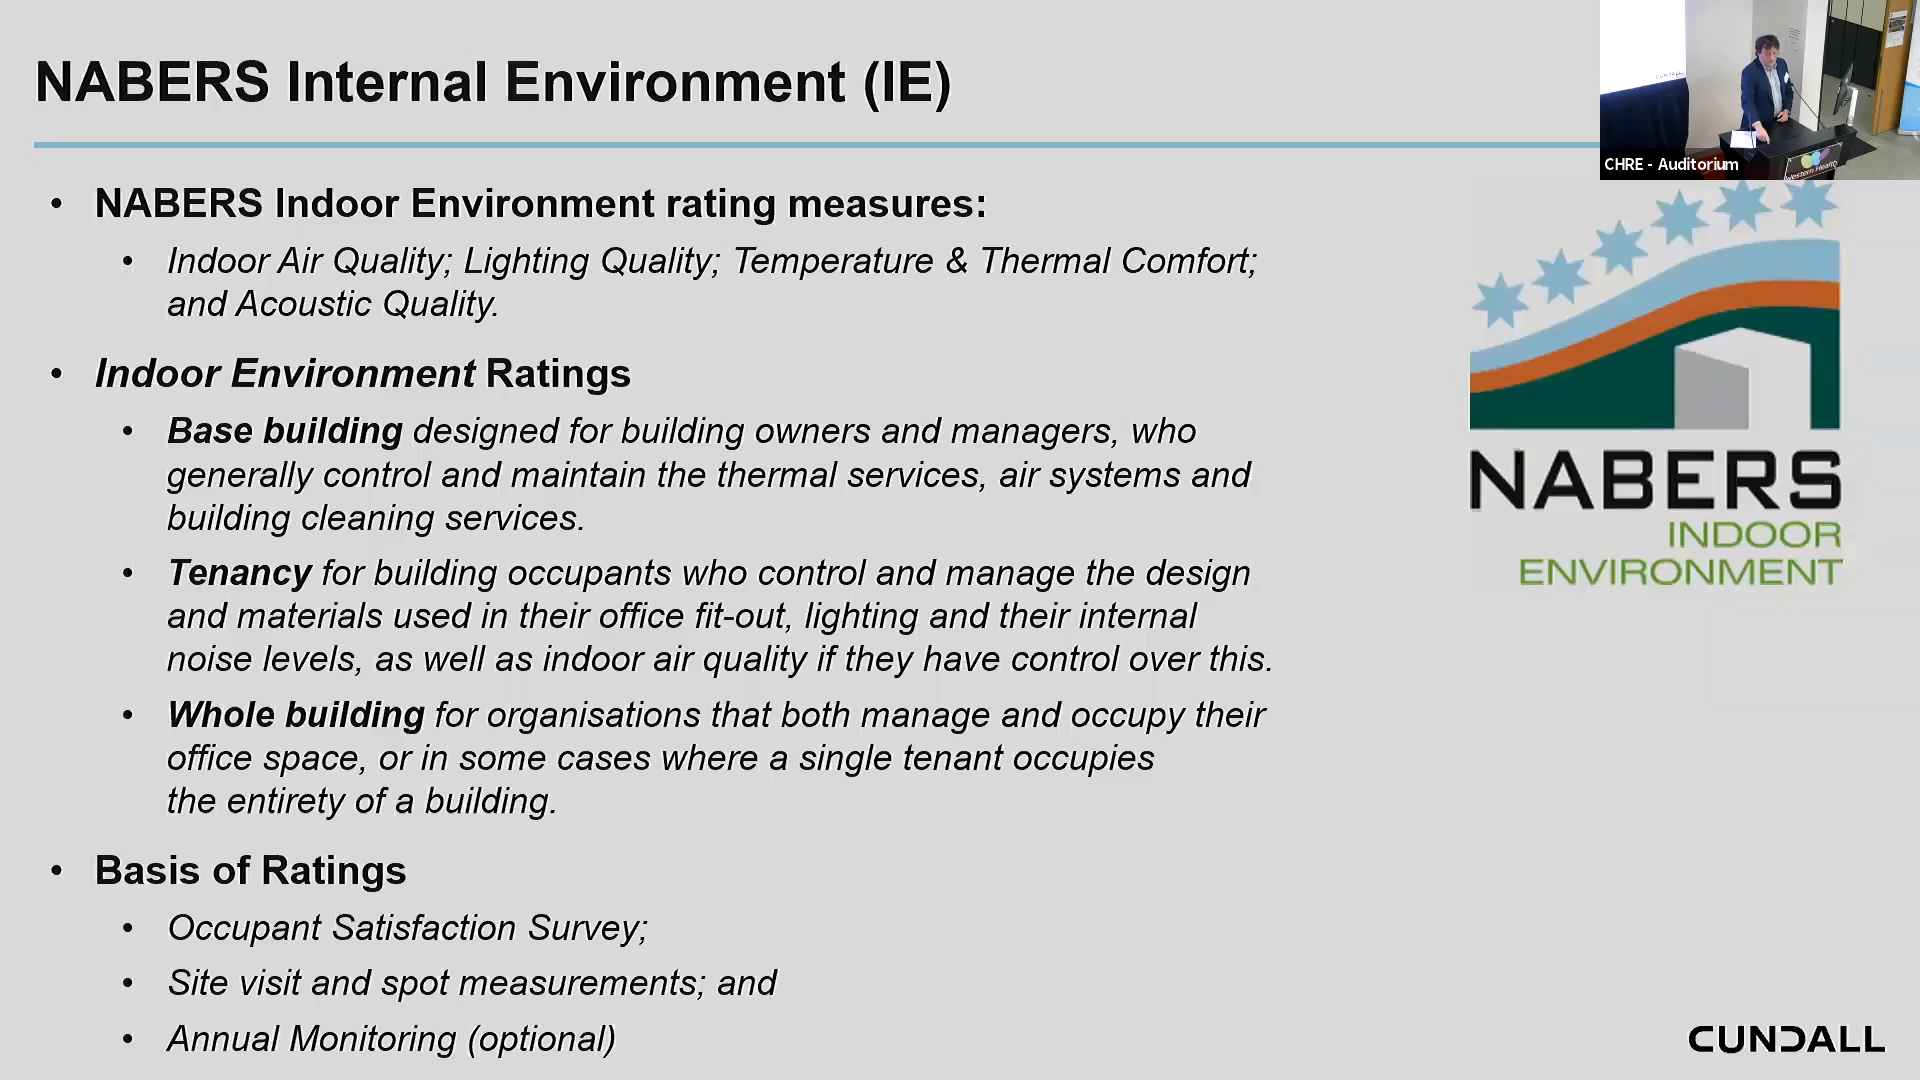 NABERS Internal Environment (IE)
CUNDALL
CHRE - Auditorium
Western Health
• NABERS Indoor Environment rating measures:
• Indoor Air Quality; Lighting Quality; Temperature & Thermal Comfort;
and Acoustic Quality.
• Indoor Environment Ratings
• Base building designed for building owners and managers, who
generally control and maintain the thermal services, air systems and
building cleaning services.
• Tenancy for building occupants who control and manage the design
and materials used in their office fit-out, lighting and their internal
noise levels, as well as indoor air quality if they have control over this.
• Whole building for organisations that both manage and occupy their
office space, or in some cases where a single tenant occupies
the entirety of a building.
• Basis of Ratings
• Occupant Satisfaction Survey;
• Site visit and spot measurements; and
• Annual Monitoring (optional)
NABERS
INDOOR
ENVIRONMENT
CUNDALL